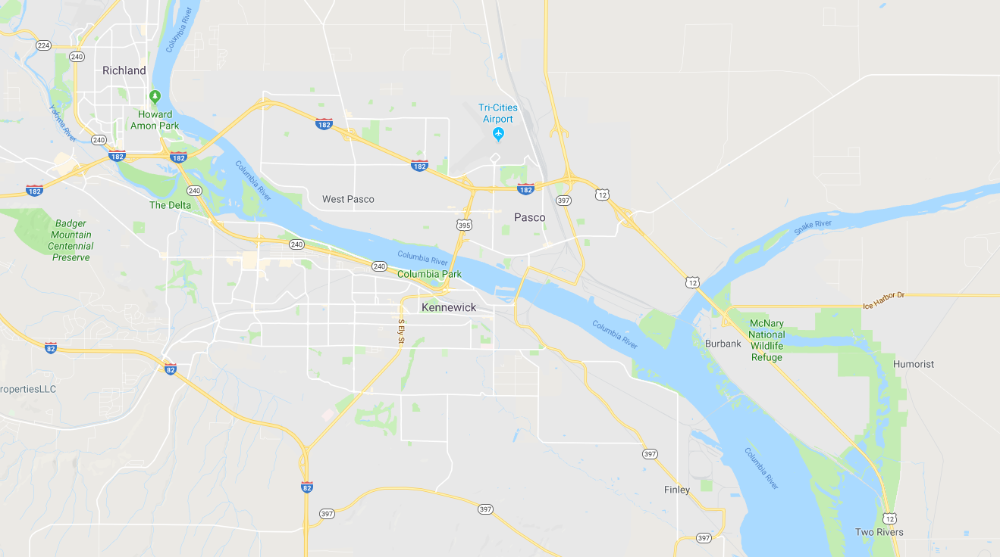 Columbia River
224
240
Richland
Howard
Amon Park
Yakima River
240
182
182
182
182
Tri-Cities
Airport
182
182
240
The Delta
Columbia River
West Pasco
Pasco
397
12
395
Badger
Mountain
Centennial
Preserve
240
240
Columbia River
Columbia Park
Kennewick
Snake River
12
Ice Harbor Dr
S Ely St
Columbia River
McNary
National
Wildlife
Refuge
Burbank
Humorist
82
82
ropertiesLLC
397
Columbia River
Finley
82
397
397
397
12
Two Rivers